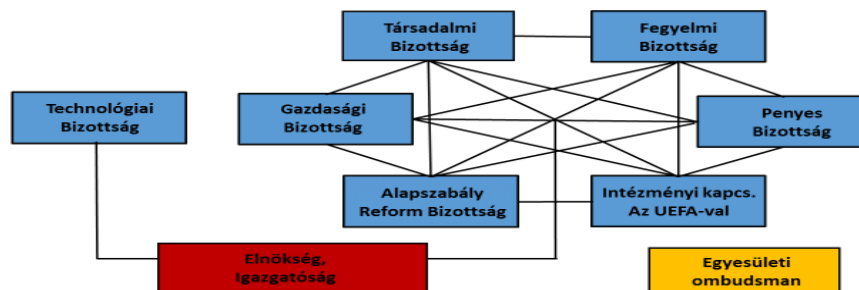 Társadalmi
Bizottság
Fegyelmi
Bizottság
Technológiai
Bizottság
Gazdasági
Bizottság
Penyes
Bizottság
Alapszabály
Reform Bizottság
Intézményi kapcs.
Az UEFA-val
Elnökség,
Igazgatóság
Egyesületi
ombudsman